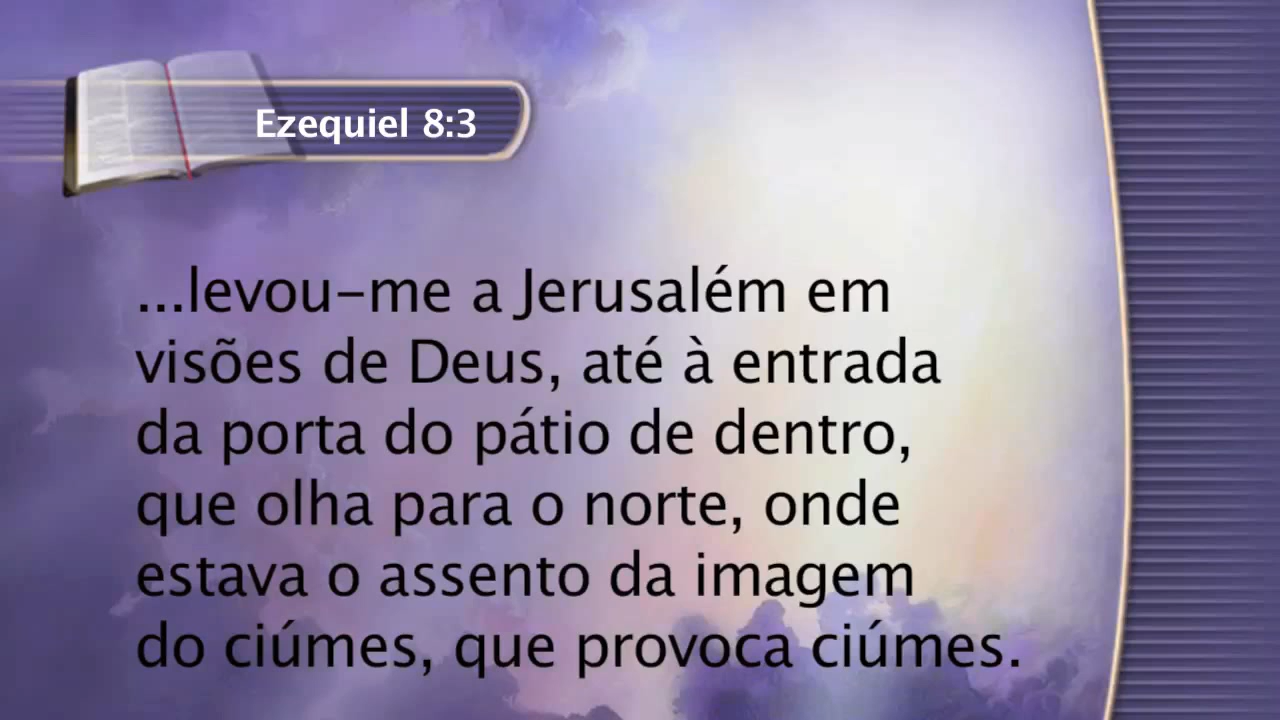 Ezequiel 8:3
...levou-me a Jerusalém em
visões de Deus, até à entrada
da porta do pátio de dentro,
que olha para o norte, onde
estava o assento da imagem
do ciúmes, que provoca ciúmes.